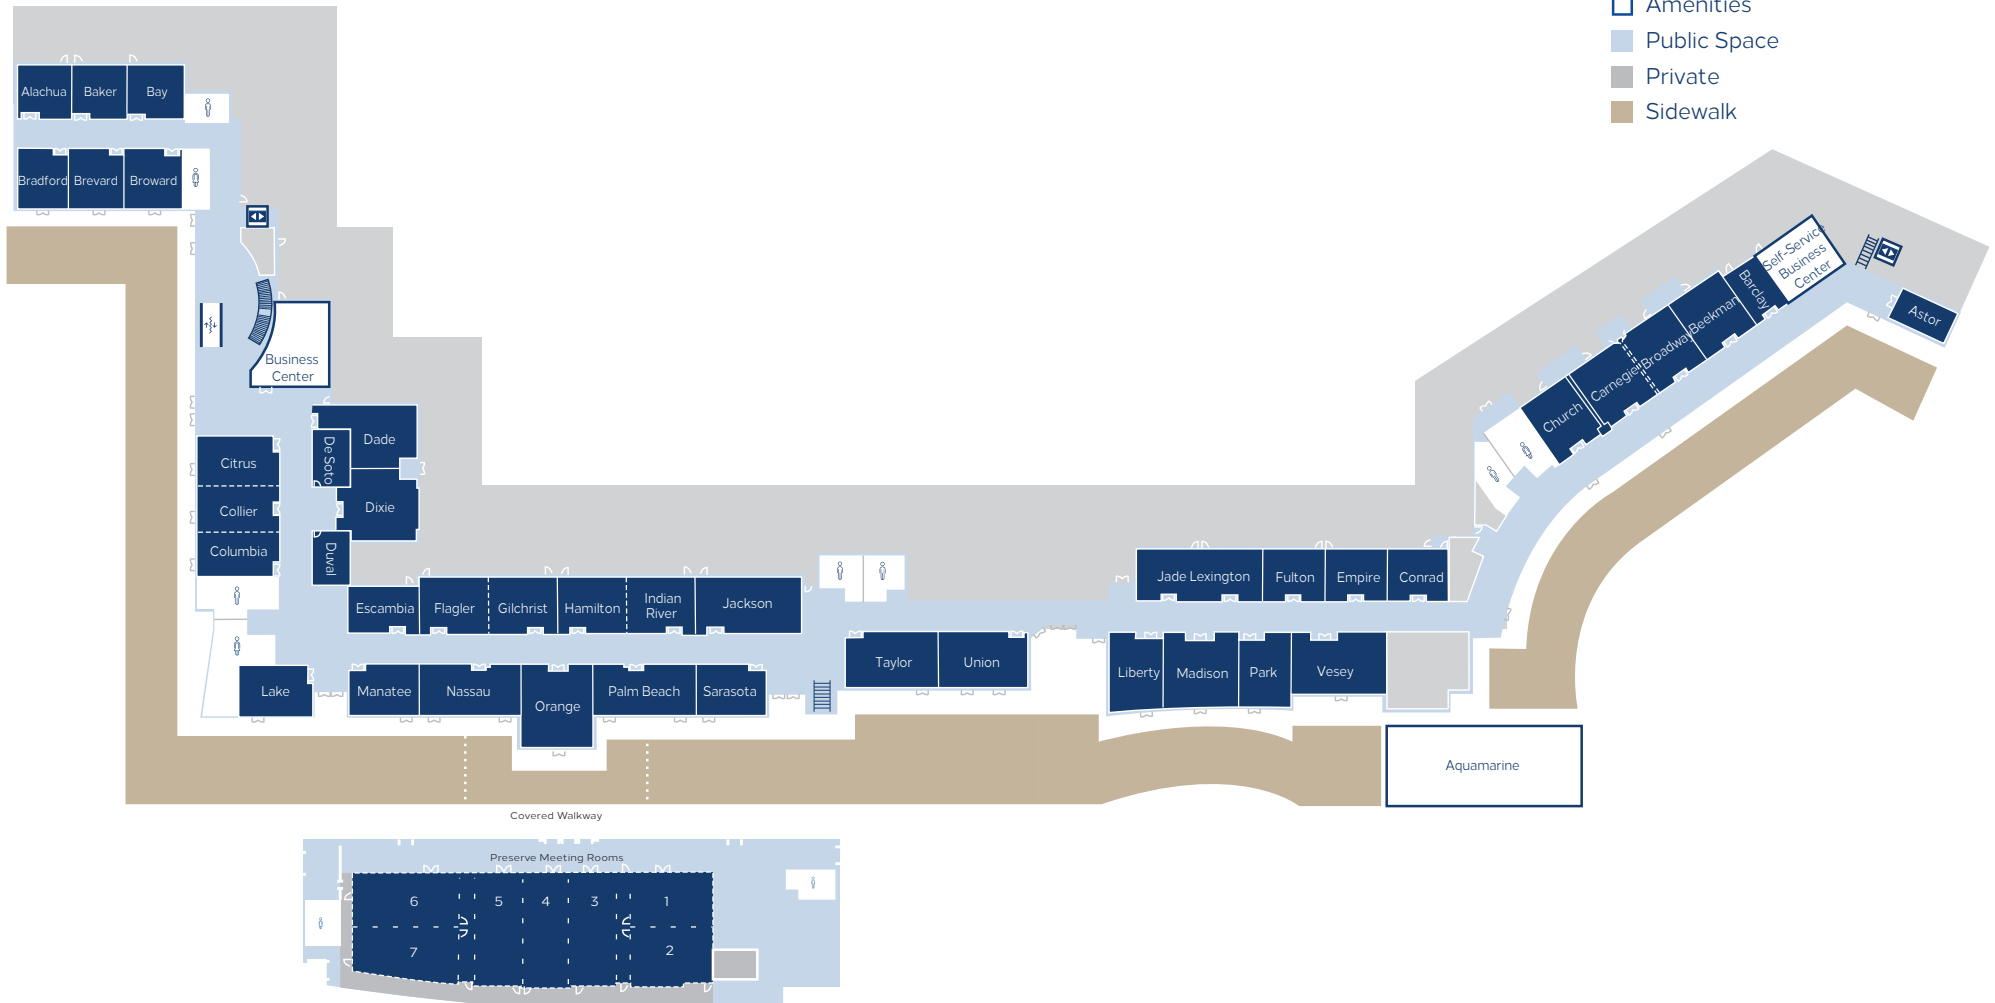 Amenities
Public Space
Private
Sidewalk
Alachua
Baker
Bay
Bradford
Brevard
Broward
Business
Center
Dade
De Soto
Dixie
Duval
Citrus
Collier
Columbia
Escambia
Flagler
Gilchrist
Hamilton
Indian
River
Jackson
Lake
Manatee
Nassau
Orange
Palm Beach
Sarasota
Taylor
Union
Jade Lexington
Fulton
Empire
Conrad
Liberty
Madison
Park
Vesey
Church
Carnegie
Broadway
Beekman
Barclay
Self-Service
Business
Center
Astor
Aquamarine
Covered Walkway
Preserve Meeting Rooms
6
5
4
3
1
7
2